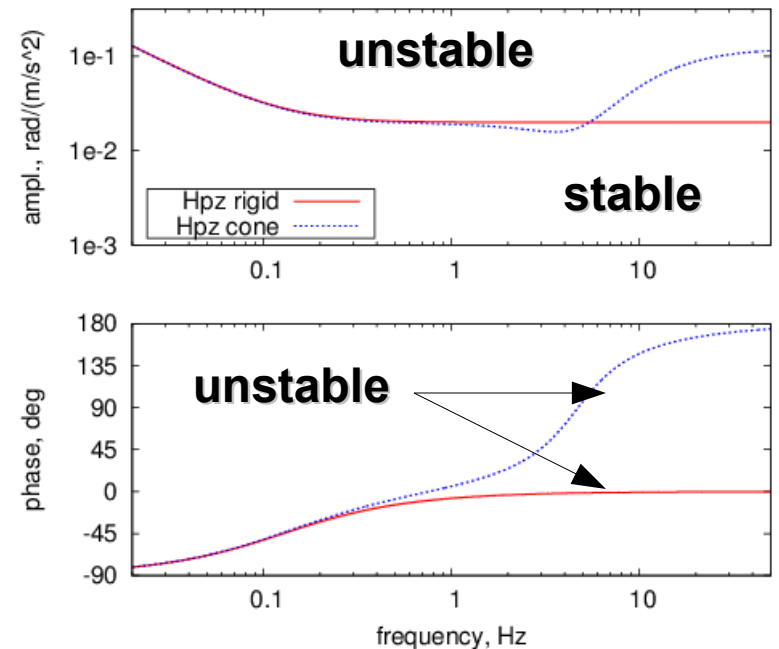 unstable
1e-1
ampl., rad/(m/s^2)
1e-2
stable
Hpz rigid
Hpz cone
1e-3
0.1 1 10
180
135
unstable
90
45
phase, deg
0
-45
-90
0.1 1 10
frequency, Hz